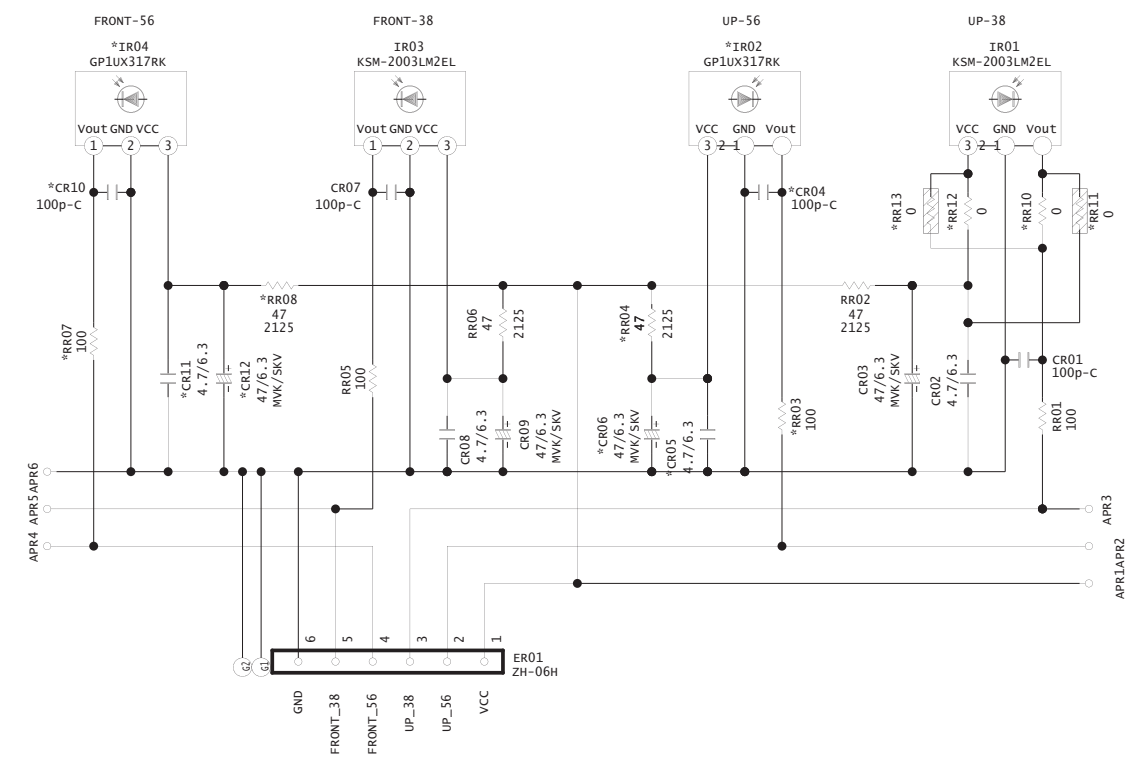 FRONT-56
FRONT-38
UP-56
UP-38
*IR04
GP1UX317RK
IR03
KSM-2003LM2EL
*IR02
GP1UX317RK
IR01
KSM-2003LM2EL
Vout GND VCC
Vout GND VCC
VCC GND Vout
VCC GND Vout
1 2 3
1 2 3
3 2 1
3 2 1
*CR10
100p-C
CR07
100p-C
*CR04
100p-C
*RR13
0
*RR12
0
*RR10
0
*RR11
0
*RR08
47
2125
RR02
47
2125
*RR07
100
*CR11
4.7/6.3
*CR12
47/6.3
MVK/SKV
RR05
100
RR06
47
2125
*RR04
47
2125
CR03
47/6.3
MVK/SKV
CR02
4.7/6.3
CR01
100p-C
CR08
4.7/6.3
CR09
47/6.3
MVK/SKV
*CR06
47/6.3
MVK/SKV
*CR05
4.7/6.3
*RR03
100
RR01
100
APR6
APR5
APR4
APR3
APR2
APR1
G2
G1
6 5 4 3 2 1
ER01
ZH-06H
GND
FRONT_38
FRONT_56
UP_38
UP_56
VCC